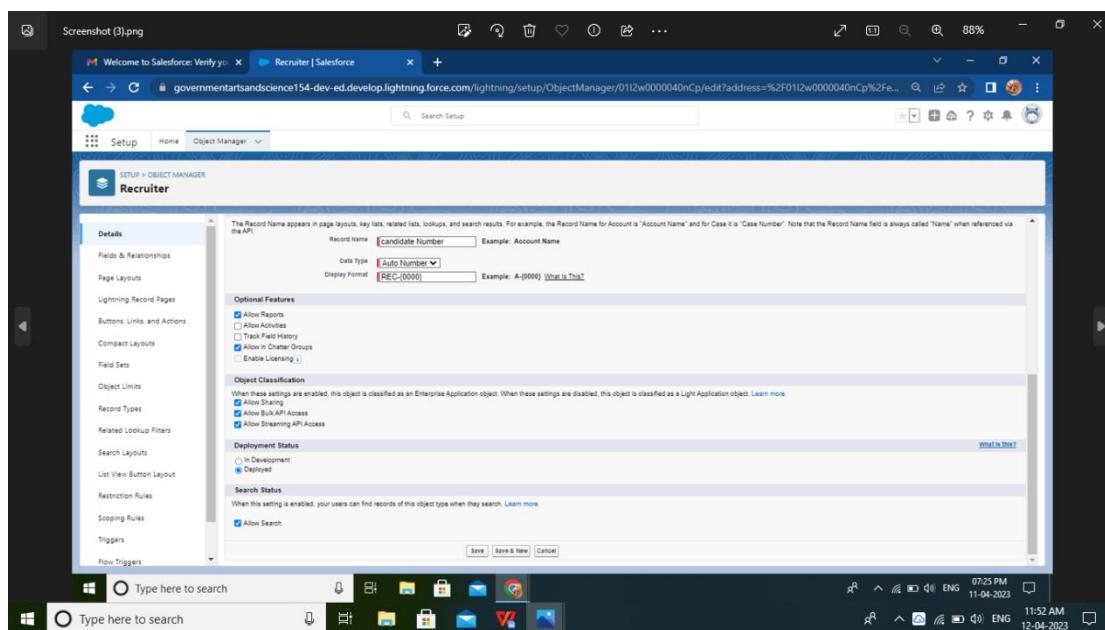 Screenshot (3).png
88%
Welcome to Salesforce: Verify yo
Recruiter | Salesforce
governmentartsandscience154-dev-ed.develop.lightning.force.com/lightning/setup/ObjectManager/01I2w0000040nCp/edit?address=%2F01I2w0000040nCp%2Fe...
Search Setup
Setup
Home
Object Manager
SETUP > OBJECT MANAGER
Recruiter
Details
Fields & Relationships
Page Layouts
Lightning Record Pages
Buttons, Links, and Actions
Compact Layouts
Field Sets
Object Limits
Record Types
Related Lookup Filters
Search Layouts
List View Button Layout
Restriction Rules
Scoping Rules
Triggers
Flow Triggers
The Record Name appears in page layouts, key lists, related lists, lookups, and search results. For example, the Record Name for Account is "Account Name" and for Case it is "Case Number". Note that the Record Name field is always called "Name" when referenced via
the API.
Record Name candidate Number Example: Account Name
Data Type Auto Number
Display Format REC-{0000} Example: A-{0000} What Is This?
Optional Features
Allow Reports
Allow Activities
Track Field History
Allow in Chatter Groups
Enable Licensing i
Object Classification
When these settings are enabled, this object is classified as an Enterprise Application object. When these settings are disabled, this object is classified as a Light Application object. Learn more.
Allow Sharing
Allow Bulk API Access
Allow Streaming API Access
Deployment Status What Is This?
In Development
Deployed
Search Status
When this setting is enabled, your users can find records of this object type when they search. Learn more.
Allow Search
Save Save & New Cancel
Type here to search
ENG
07:25 PM
11-04-2023
Type here to search
ENG
11:52 AM
12-04-2023